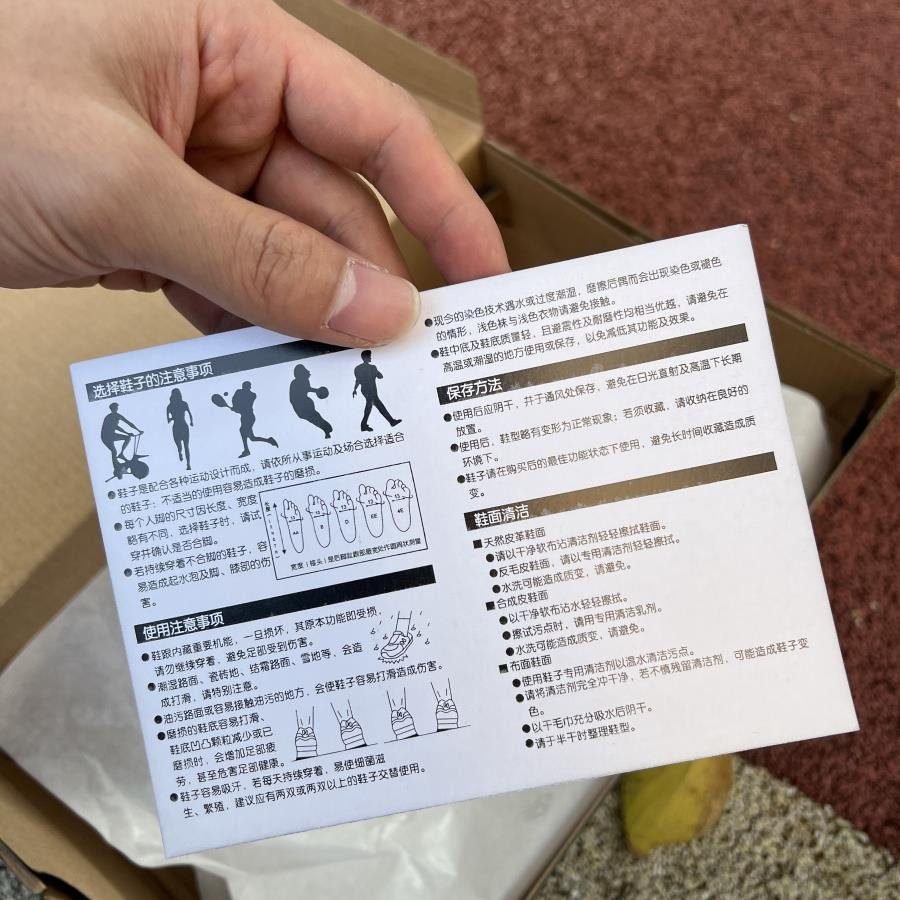 选择鞋子的注意事项
●鞋子是配合各种运动设计而成，请依所从事运动及场合选择适合
的鞋子；不适当的使用容易造成鞋子的磨损。
●每个人脚的尺寸因长度、宽度
略有不同，选择鞋子时，请试
穿并确认是否合脚。
●若持续穿着不合脚的鞋子，容
易造成起水泡及脚、膝部的伤
害。
13 13 13 13 13
AA B D EE 4E
宽度（楦头）是后脚趾跟部最宽处作圆周状测量
使用注意事项
●鞋跟内藏重要机能，一旦损坏，其原本功能即受损，
请勿继续穿着，避免足部受到伤害。
●潮湿路面、瓷砖地、结霜路面、雪地等，会造
成打滑，请特别注意。
●油污路面或容易接触油污的地方，会使鞋子容易打滑造成伤害。
●磨损的鞋底容易打滑、
鞋底凹凸颗粒减少或已
磨损时，会增加足部疲
劳，甚至危害足部健康。
●鞋子容易吸汗，若每天持续穿着，易使细菌滋
生、繁殖，建议应有两双或两双以上的鞋子交替使用。
●现今的染色技术遇水或过度潮湿，磨擦后偶而会出现染色或褪色
的情形，浅色袜与浅色衣物请避免接触。
●鞋中底及鞋底质量轻，且避震性及耐磨性均相当优越，请避免在
高温或潮湿的地方使用或保存，以免减低其功能及效果。
保存方法
●使用后应阴干，并于通风处保存，避免在日光直射及高温下长期
放置。
●使用后，鞋型略有变形为正常现象；若须收藏，请收纳在良好的
环境下。
●鞋子请在购买后的最佳功能状态下使用，避免长时间收藏造成质
变。
鞋面清洁
■天然皮革鞋面
●请以干净软布沾清洁剂轻轻擦拭鞋面。
●反毛皮鞋面，请以专用清洁剂轻轻擦拭。
●水洗可能造成质变，请避免。
■合成皮鞋面
●以干净软布沾水轻轻擦拭。
●擦拭污点时，请用专用清洁乳剂。
●水洗可能造成质变，请避免。
■布面鞋面
●使用鞋子专用清洁剂以温水清洁污点。
●请将清洁剂完全冲干净，若不慎残留清洁剂，可能造成鞋子变
色。
●以干毛巾充分吸水后阴干。
●请于半干时整理鞋型。